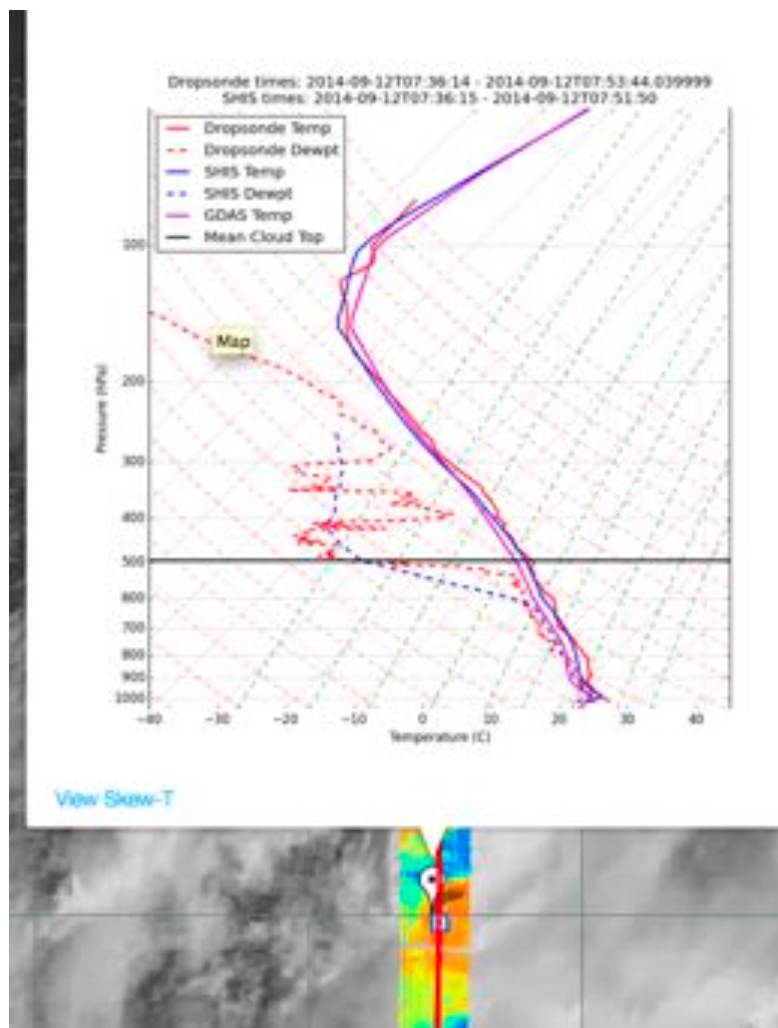 Dropsonde times: 2014-09-12T07:36:14 - 2014-09-12T07:53:44.039999
SHIS times: 2014-09-12T07:36:15 - 2014-09-12T07:51:50
Dropsonde Temp
Dropsonde Dewpt
SHIS Temp
SHIS Dewpt
GDAS Temp
Mean Cloud Top
100
Map
200
Pressure (hPa)
300
400
500
600
700
800
900
1000
−40 −30 −20 −10 0 10 20 30 40
Temperature (C)
View Skew-T